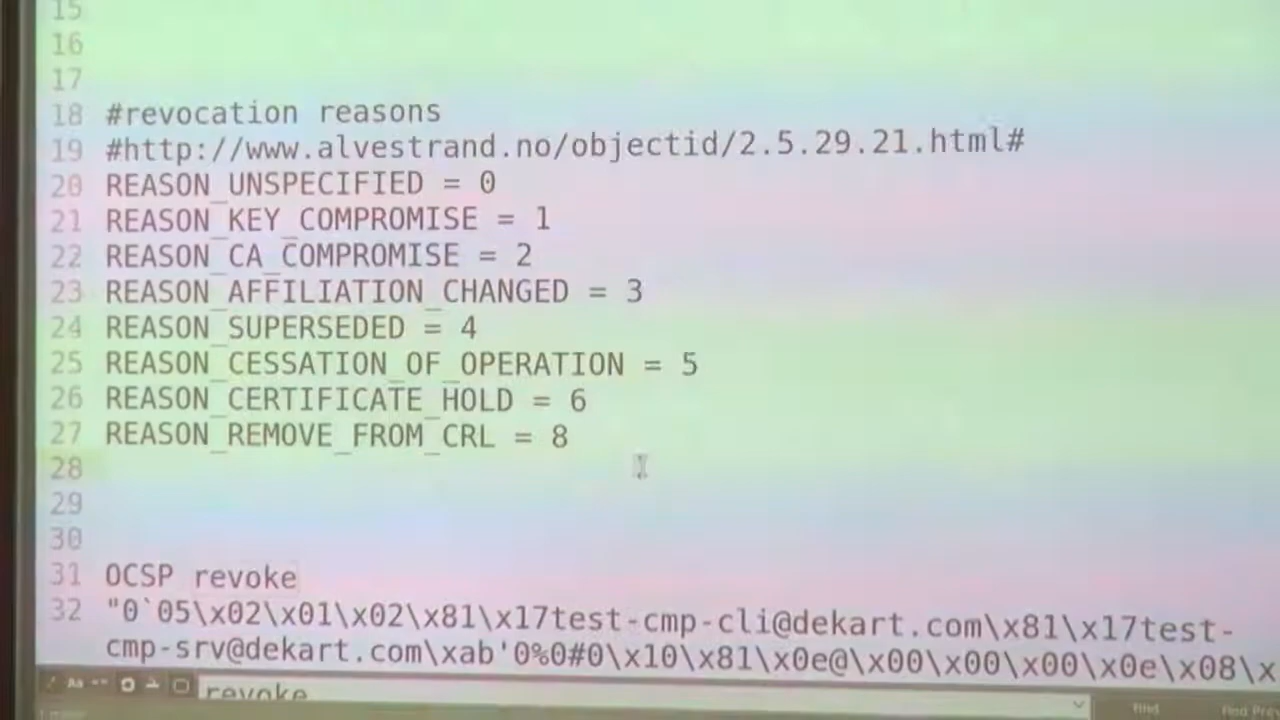 15
16
17
18 #revocation reasons
19 #http://www.alvestrand.no/objectid/2.5.29.21.html#
20 REASON_UNSPECIFIED = 0
21 REASON_KEY_COMPROMISE = 1
22 REASON_CA_COMPROMISE = 2
23 REASON_AFFILIATION_CHANGED = 3
24 REASON_SUPERSEDED = 4
25 REASON_CESSATION_OF_OPERATION = 5
26 REASON_CERTIFICATE_HOLD = 6
27 REASON_REMOVE_FROM_CRL = 8
28
29
30
31 OCSP revoke
32 "0`05\x02\x01\x02\x81\x17test-cmp-cli@dekart.com\x81\x17test-
cmp-srv@dekart.com\xab'0%0#0\x10\x81\x0e@\x00\x00\x00\x0e\x08\x
Aa
revoke
Find
Find Prev